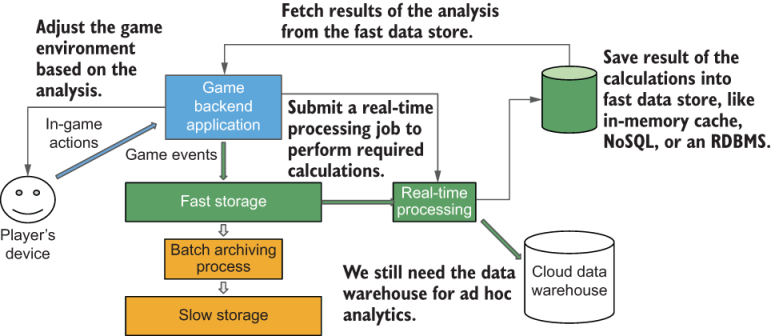 Fetch results of the analysis
from the fast data store.
Adjust the game
environment
based on the
analysis.
Game
backend
application
Save result of the
calculations into
fast data store, like
in-memory cache,
NoSQL, or an RDBMS.
In-game
actions
Submit a real-time
processing job to
perform required
calculations.
Game events
Fast storage
Real-time
processing
Player's
device
Batch archiving
process
We still need the data
warehouse for ad hoc
analytics.
Cloud data
warehouse
Slow storage